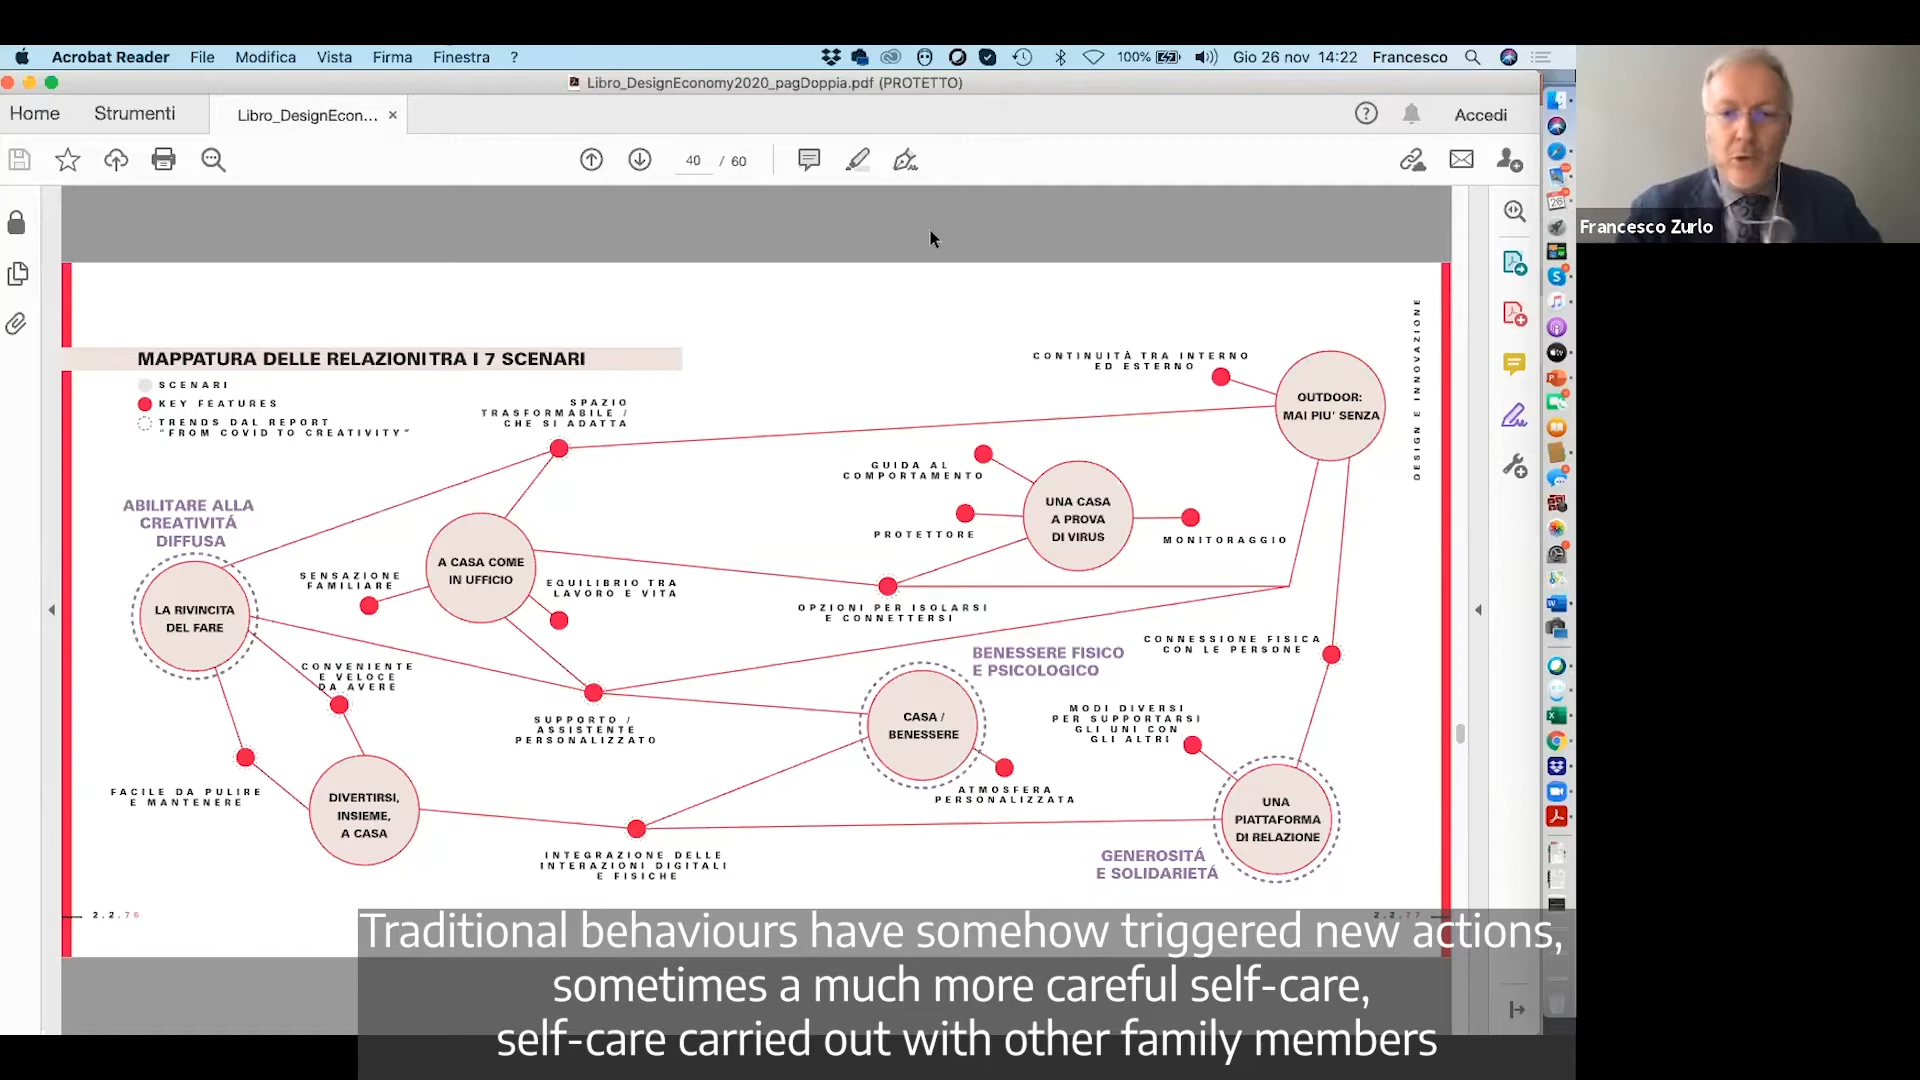 Acrobat Reader File Modifica Vista Firma Finestra ?
100% Gio 26 nov 14:22 Francesco
Libro_DesignEconomy2020_pagDoppia.pdf (PROTETTO)
Home Strumenti Libro_DesignEcon... × Accedi
40 / 60
Francesco Zurlo
MAPPATURA DELLE RELAZIONI TRA I 7 SCENARI
SCENARI
KEY FEATURES
TRENDS DAL REPORT
"FROM COVID TO CREATIVITY"
SPAZIO
TRASFORMABILE /
CHE SI ADATTA
CONTINUITÀ TRA INTERNO
ED ESTERNO
OUTDOOR:
MAI PIU' SENZA
DESIGN E INNOVAZIONE
GUIDA AL
COMPORTAMENTO
PROTETTORE
UNA CASA
A PROVA
DI VIRUS
MONITORAGGIO
ABILITARE ALLA
CREATIVITÁ
DIFFUSA
LA RIVINCITA
DEL FARE
SENSAZIONE
FAMILIARE
A CASA COME
IN UFFICIO
EQUILIBRIO TRA
LAVORO E VITA
OPZIONI PER ISOLARSI
E CONNETTERSI
CONNESSIONE FISICA
CON LE PERSONE
CONVENIENTE
E VELOCE
DA AVERE
SUPPORTO /
ASSISTENTE
PERSONALIZZATO
BENESSERE FISICO
E PSICOLOGICO
CASA /
BENESSERE
ATMOSFERA
PERSONALIZZATA
MODI DIVERSI
PER SUPPORTARSI
GLI UNI CON
GLI ALTRI
FACILE DA PULIRE
E MANTENERE
DIVERTIRSI,
INSIEME,
A CASA
INTEGRAZIONE DELLE
INTERAZIONI DIGITALI
E FISICHE
UNA
PIATTAFORMA
DI RELAZIONE
GENEROSITÁ
E SOLIDARIETÁ
2.2.76
2.2.77
Traditional behaviours have somehow triggered new actions,
sometimes a much more careful self-care,
self-care carried out with other family members